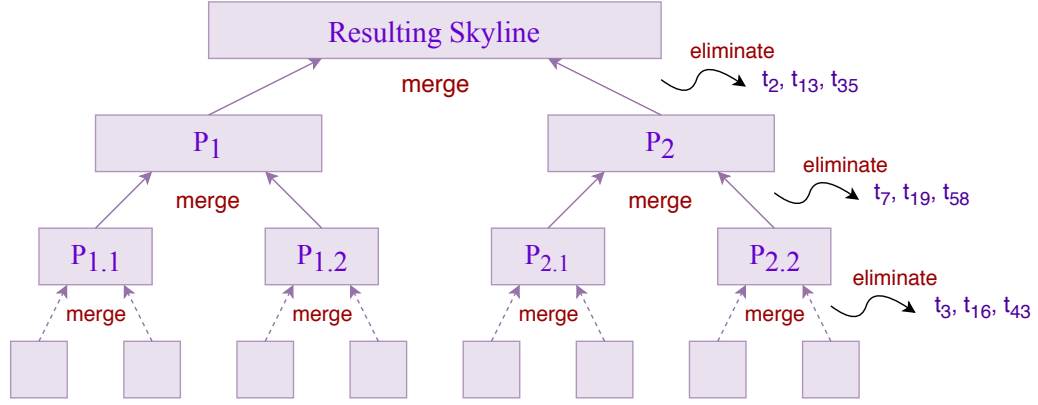 Resulting Skyline
eliminate
t2, t13, t35
merge
P1
P2
eliminate
t7, t19, t58
merge
merge
P1.1
P1.2
P2.1
P2.2
eliminate
t3, t16, t43
merge
merge
merge
merge